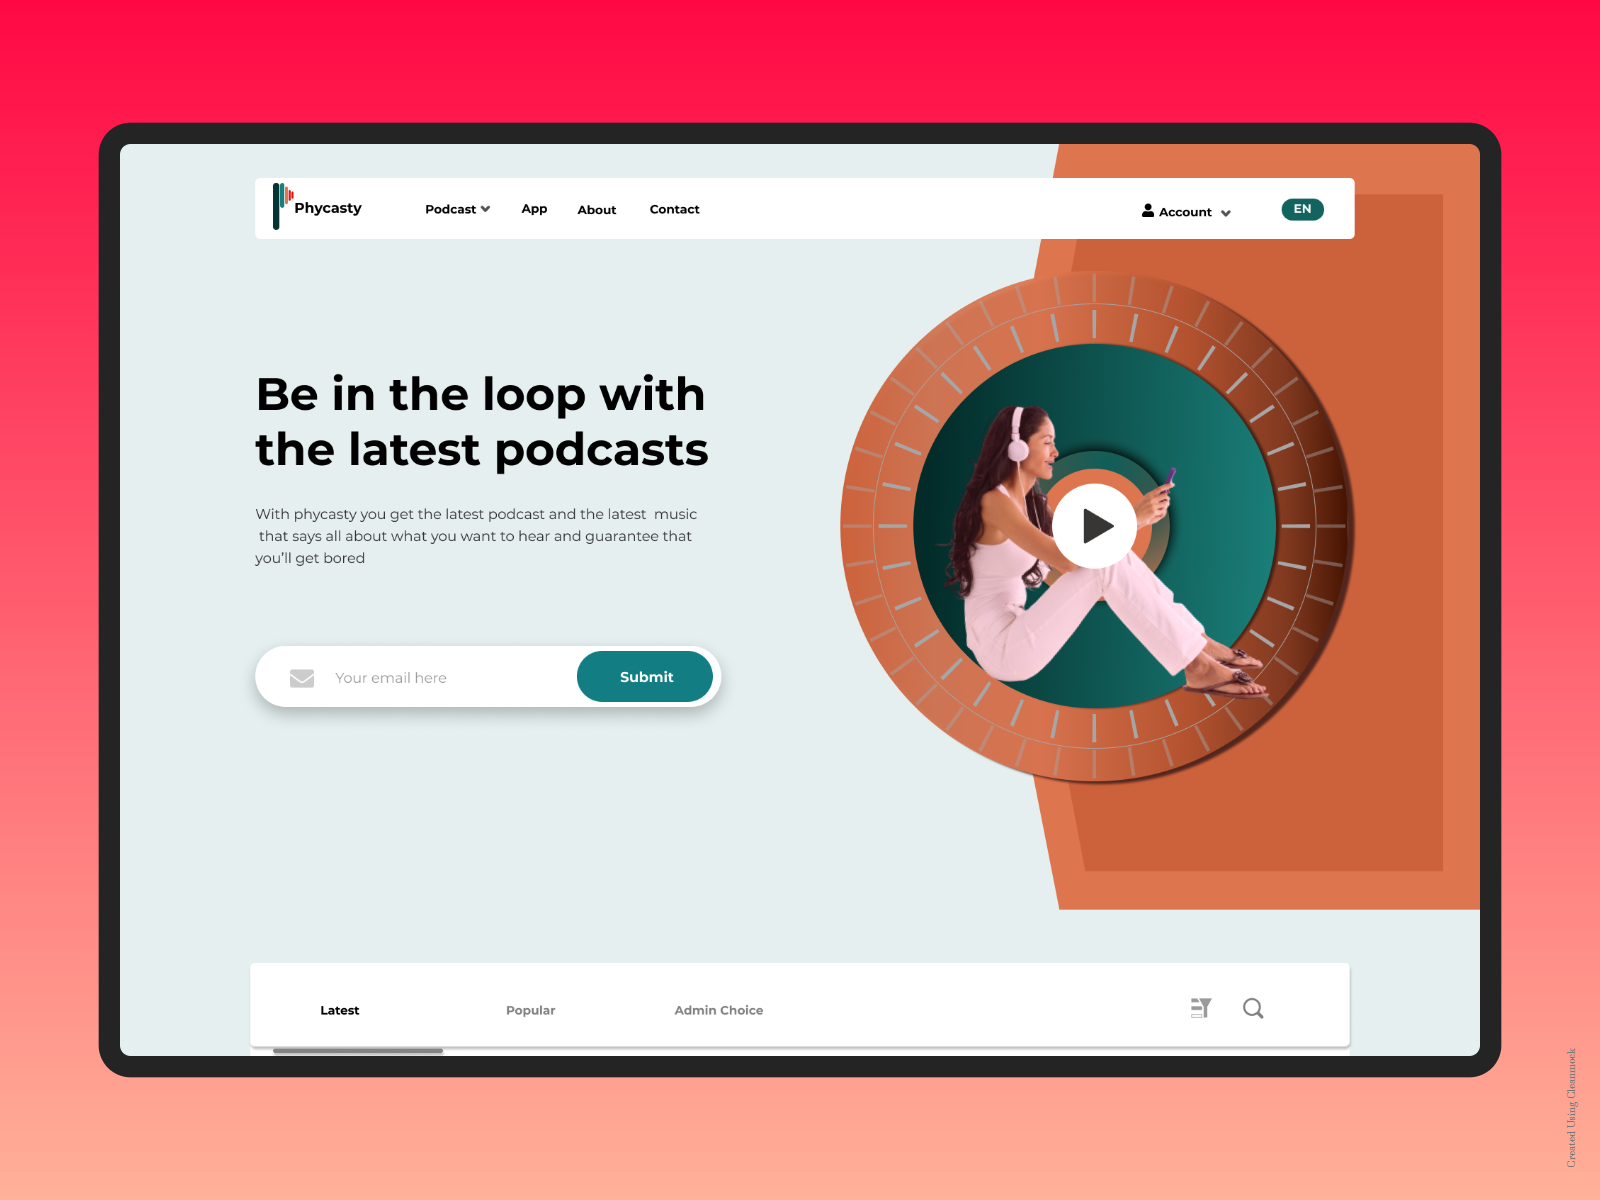 Phycasty
Podcast
App
About
Contact
Account
EN
Be in the loop with
the latest podcasts
With phycasty you get the latest podcast and the latest music
that says all about what you want to hear and guarantee that
you'll get bored
Your email here
Submit
Latest
Popular
Admin Choice
Created Using Cleanmock